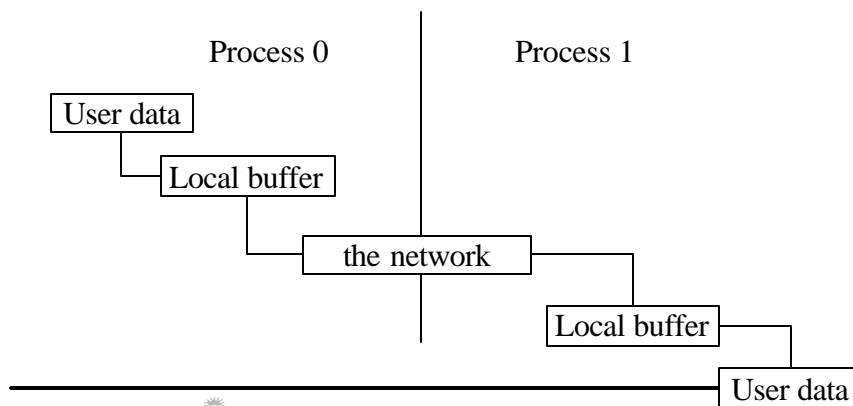 Process 0
Process 1
User data
Local buffer
the network
Local buffer
User data